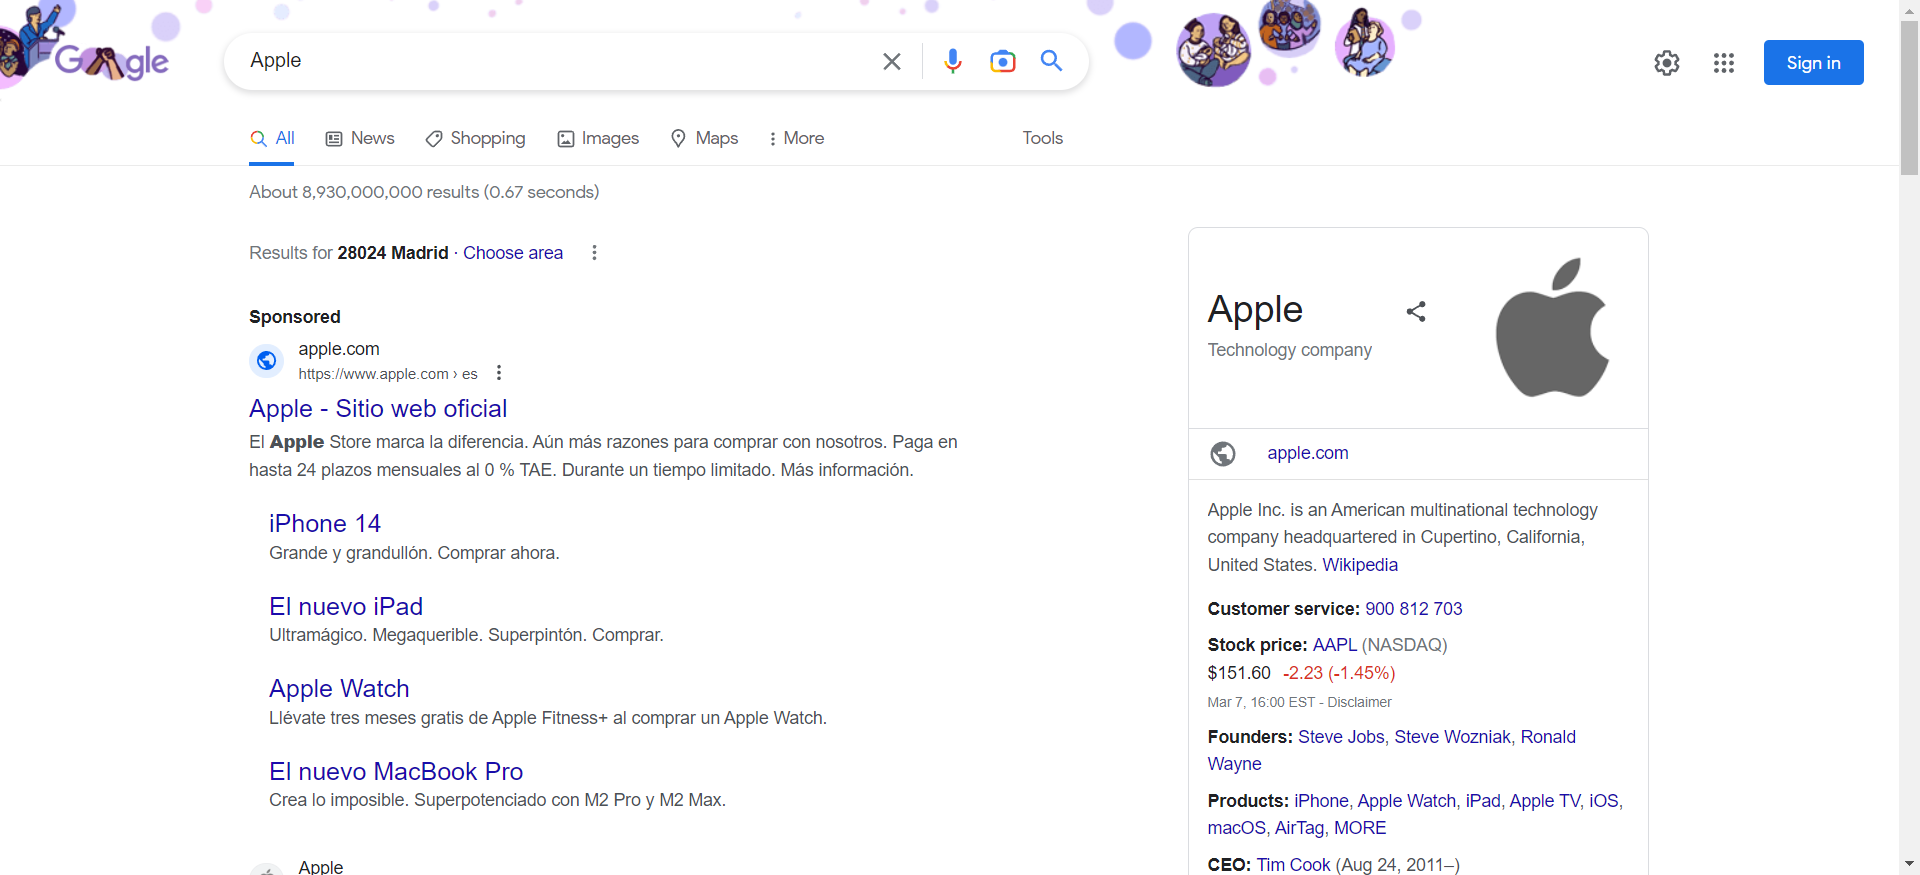 Google
Apple
Sign in
All
News
Shopping
Images
Maps
More
Tools
About 8,930,000,000 results (0.67 seconds)
Results for 28024 Madrid · Choose area
Sponsored
apple.com
https://www.apple.com › es
Apple - Sitio web oficial
El Apple Store marca la diferencia. Aún más razones para comprar con nosotros. Paga en
hasta 24 plazos mensuales al 0 % TAE. Durante un tiempo limitado. Más información.
iPhone 14
Grande y grandullón. Comprar ahora.
El nuevo iPad
Ultramágico. Megaquerible. Superpintón. Comprar.
Apple Watch
Llévate tres meses gratis de Apple Fitness+ al comprar un Apple Watch.
El nuevo MacBook Pro
Crea lo imposible. Superpotenciado con M2 Pro y M2 Max.
Apple
Apple
Technology company
apple.com
Apple Inc. is an American multinational technology
company headquartered in Cupertino, California,
United States. Wikipedia
Customer service: 900 812 703
Stock price: AAPL (NASDAQ)
$151.60 -2.23 (-1.45%)
Mar 7, 16:00 EST - Disclaimer
Founders: Steve Jobs, Steve Wozniak, Ronald
Wayne
Products: iPhone, Apple Watch, iPad, Apple TV, iOS,
macOS, AirTag, MORE
CEO: Tim Cook (Aug 24, 2011–)